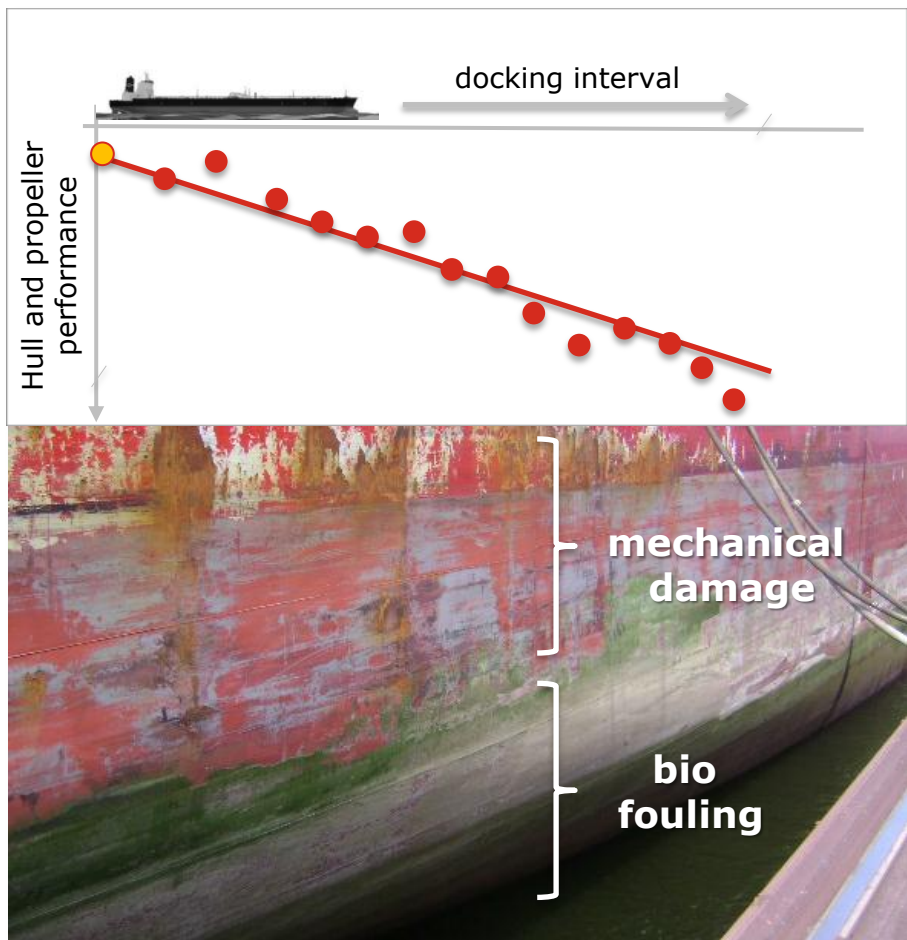 docking interval
Hull and propeller
performance
mechanical
damage
bio
fouling